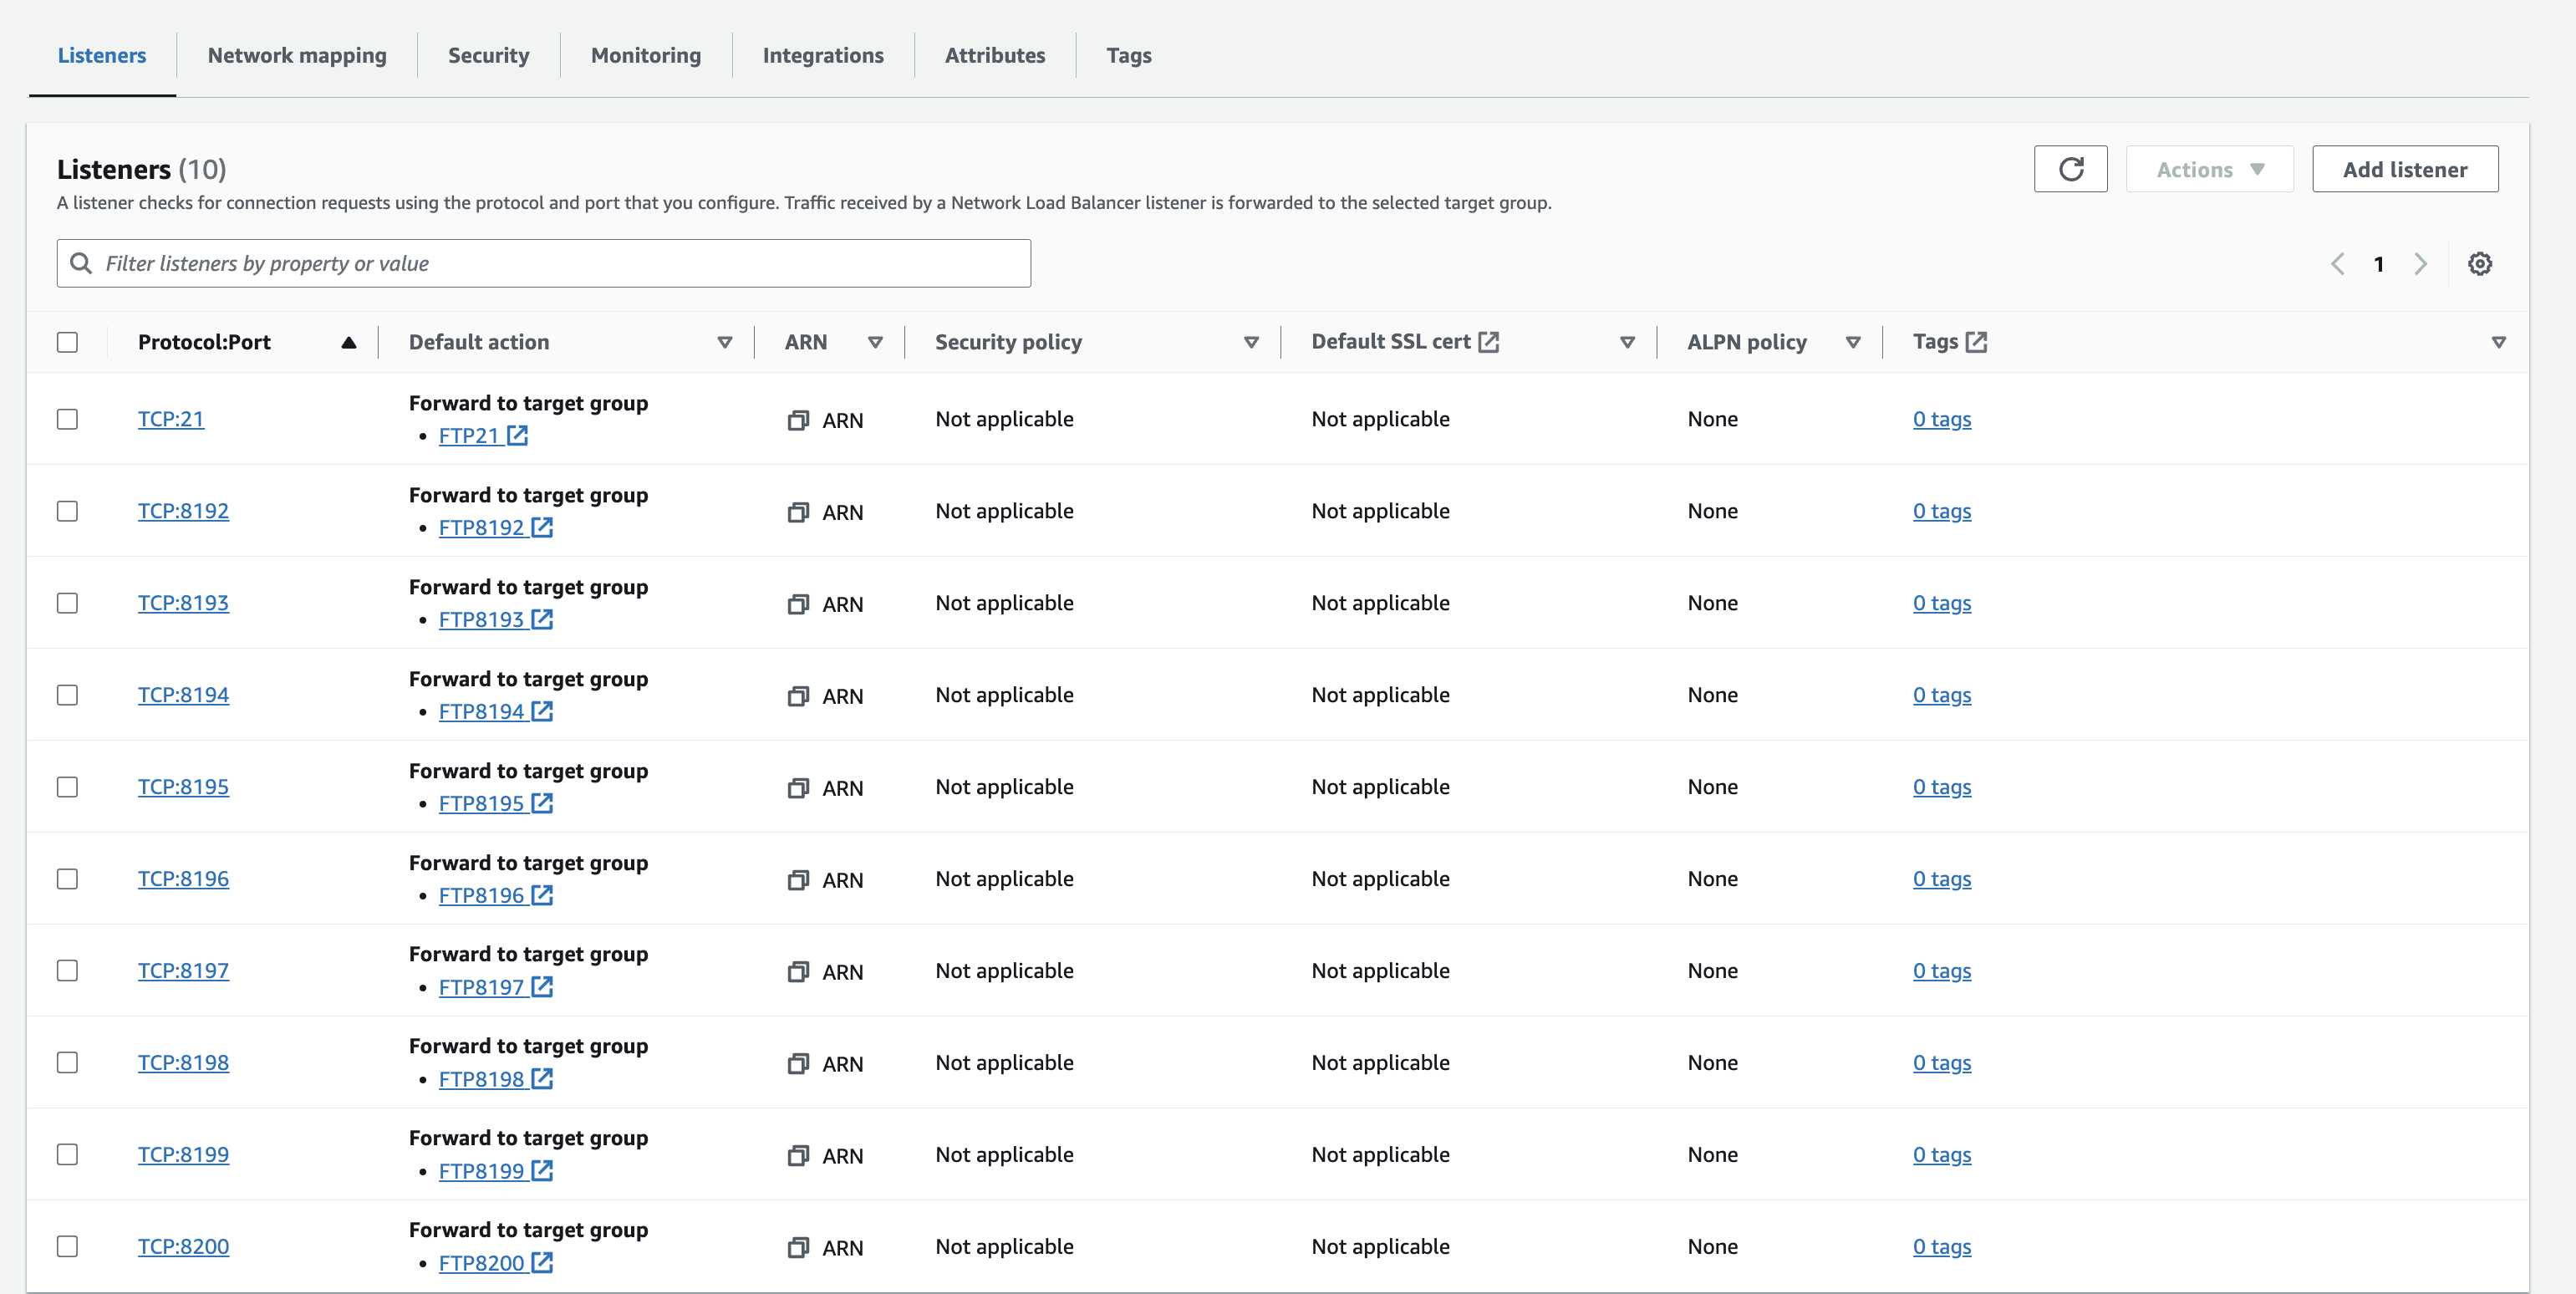 Listeners Network mapping Security Monitoring Integrations Attributes Tags
Listeners (10)
Actions Add listener
A listener checks for connection requests using the protocol and port that you configure. Traffic received by a Network Load Balancer listener is forwarded to the selected target group.
Filter listeners by property or value
1
Protocol:Port Default action ARN Security policy Default SSL cert ALPN policy Tags
TCP:21 Forward to target group ARN Not applicable Not applicable None 0 tags
• FTP21
TCP:8192 Forward to target group ARN Not applicable Not applicable None 0 tags
• FTP8192
TCP:8193 Forward to target group ARN Not applicable Not applicable None 0 tags
• FTP8193
TCP:8194 Forward to target group ARN Not applicable Not applicable None 0 tags
• FTP8194
TCP:8195 Forward to target group ARN Not applicable Not applicable None 0 tags
• FTP8195
TCP:8196 Forward to target group ARN Not applicable Not applicable None 0 tags
• FTP8196
TCP:8197 Forward to target group ARN Not applicable Not applicable None 0 tags
• FTP8197
TCP:8198 Forward to target group ARN Not applicable Not applicable None 0 tags
• FTP8198
TCP:8199 Forward to target group ARN Not applicable Not applicable None 0 tags
• FTP8199
TCP:8200 Forward to target group ARN Not applicable Not applicable None 0 tags
• FTP8200